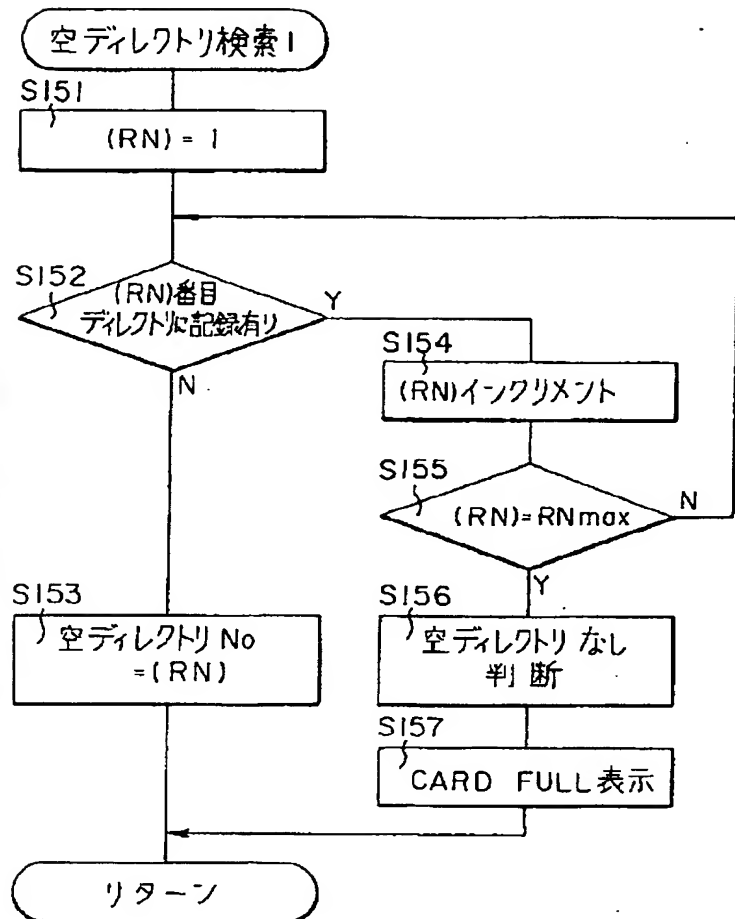 空ディレクトリ検索1
S151
(RN) = 1
S152
(RN)番目
ディレクトリに記録有り
Y
N
S154
(RN)インクリメント
S155
(RN)=RNmax
N
Y
S153
空ディレクトリNo
=(RN)
S156
空ディレクトリなし
判断
S157
CARD FULL表示
リターン